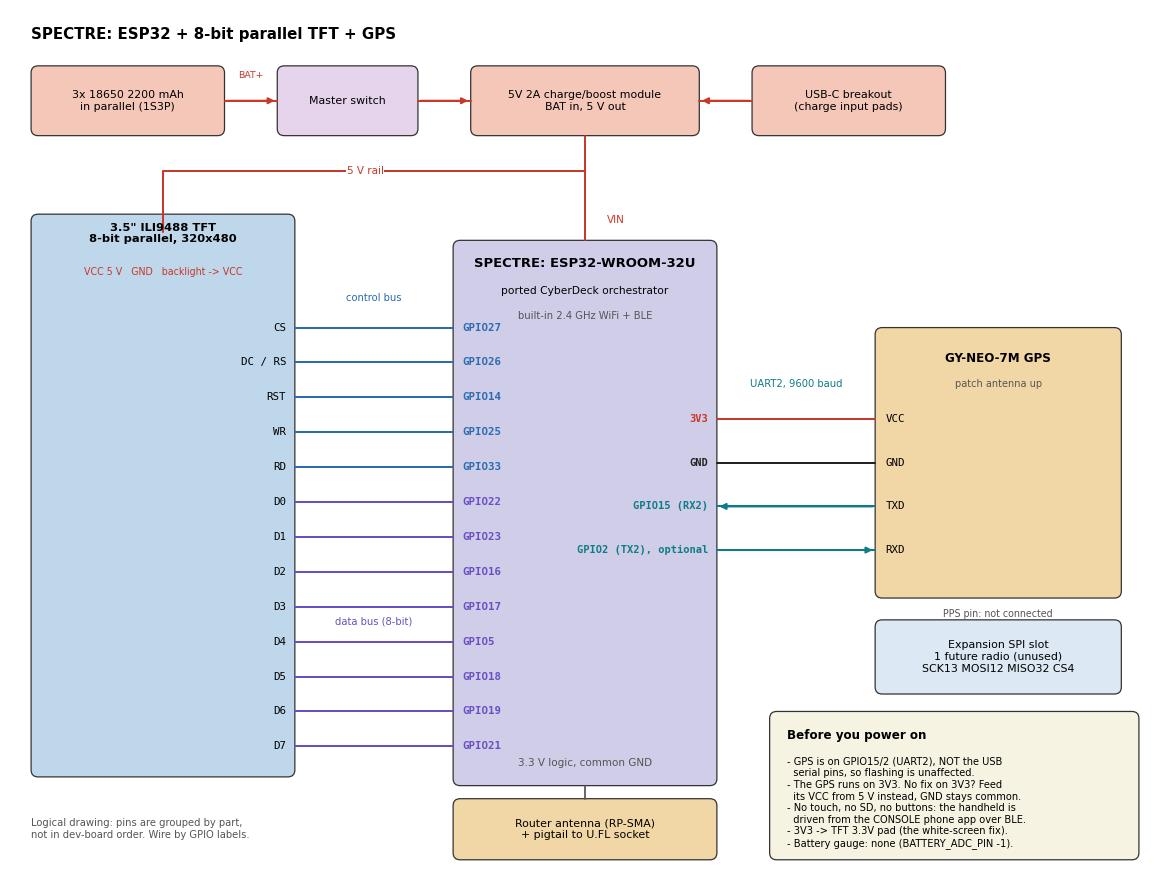 SPECTRE: ESP32 + 8-bit parallel TFT + GPS
3x 18650 2200 mAh
in parallel (1S3P)
BAT+
Master switch
5V 2A charge/boost module
BAT in, 5 V out
USB-C breakout
(charge input pads)
5 V rail
VIN
3.5" ILI9488 TFT
8-bit parallel, 320x480
VCC 5 V   GND   backlight -> VCC
control bus
CS
DC / RS
RST
WR
RD
D0
D1
D2
D3
D4
D5
D6
D7
data bus (8-bit)
SPECTRE: ESP32-WROOM-32U
ported CyberDeck orchestrator
built-in 2.4 GHz WiFi + BLE
GPIO27
GPIO26
GPIO14
GPIO25
GPIO33
GPIO22
GPIO23
GPIO16
GPIO17
GPIO5
GPIO18
GPIO19
GPIO21
3V3
GND
GPIO15 (RX2)
GPIO2 (TX2), optional
3.3 V logic, common GND
UART2, 9600 baud
GY-NEO-7M GPS
patch antenna up
VCC
GND
TXD
RXD
PPS pin: not connected
Expansion SPI slot
1 future radio (unused)
SCK13 MOSI12 MISO32 CS4
Before you power on
- GPS is on GPIO15/2 (UART2), NOT the USB
serial pins, so flashing is unaffected.
- The GPS runs on 3V3. No fix on 3V3? Feed
its VCC from 5 V instead, GND stays common.
- No touch, no SD, no buttons: the handheld is
driven from the CONSOLE phone app over BLE.
- 3V3 -> TFT 3.3V pad (the white-screen fix).
- Battery gauge: none (BATTERY_ADC_PIN -1).
Router antenna (RP-SMA)
+ pigtail to U.FL socket
Logical drawing: pins are grouped by part,
not in dev-board order. Wire by GPIO labels.